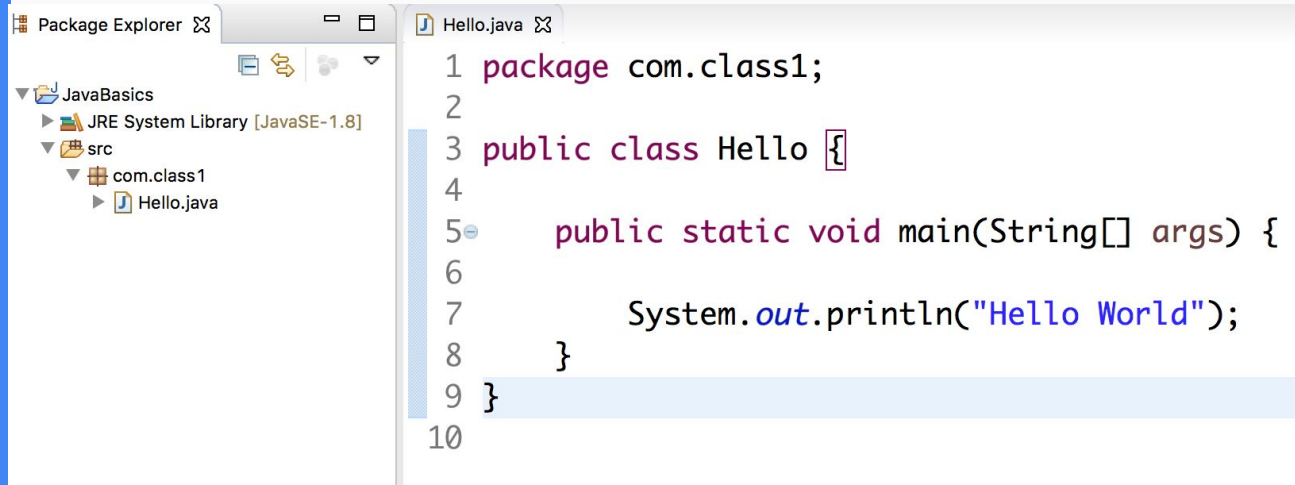 Package Explorer
JavaBasics
JRE System Library [JavaSE-1.8]
src
com.class1
Hello.java
Hello.java
1 package com.class1;
2
3 public class Hello {
4
5 public static void main(String[] args) {
6
7 System.out.println("Hello World");
8 }
9 }
10